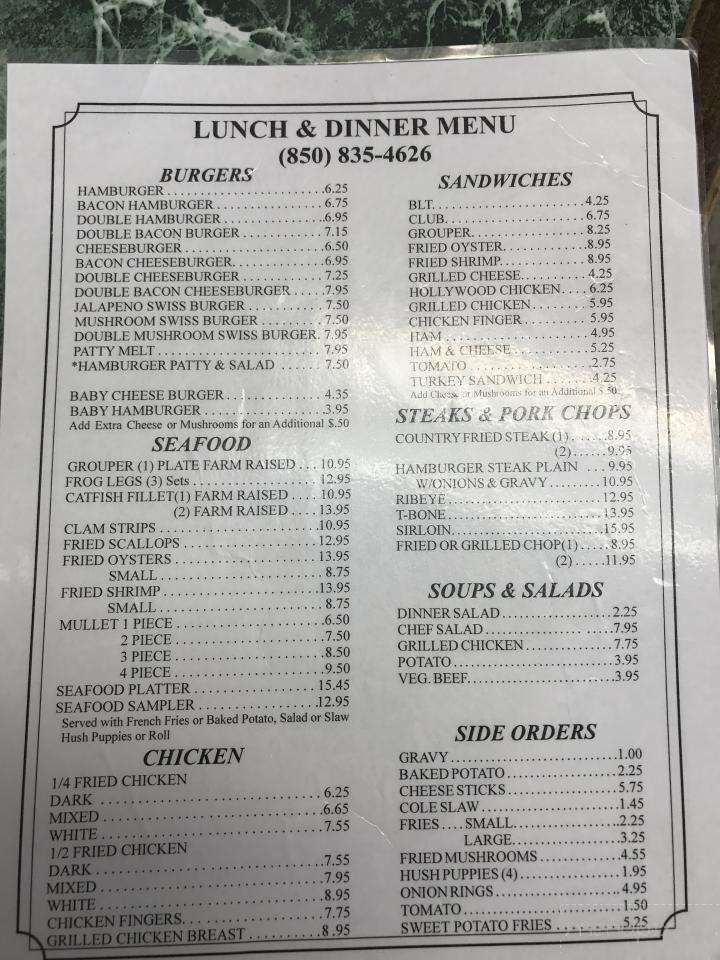 LUNCH & DINNER MENU
(850) 835-4626
BURGERS
HAMBURGER . . . . . . . . . . . . . . . . . . . . .6.25
BACON HAMBURGER . . . . . . . . . . . . . 6.75
DOUBLE HAMBURGER . . . . . . . . . . . . .6.95
DOUBLE BACON BURGER . . . . . . . . . . 7.15
CHEESEBURGER . . . . . . . . . . . . . . . . . . 6.50
BACON CHEESEBURGER. . . . . . . . . . . . 6.95
DOUBLE CHEESEBURGER . . . . . . . . . . 7.25
DOUBLE BACON CHEESEBURGER . . . .7.95
JALAPENO SWISS BURGER . . . . . . . . . 7.50
MUSHROOM SWISS BURGER . . . . . . . . 7.50
DOUBLE MUSHROOM SWISS BURGER. 7.95
PATTY MELT . . . . . . . . . . . . . . . . . . . . . 7.95
*HAMBURGER PATTY & SALAD . . . . . . 7.50
BABY CHEESE BURGER . . . . . . . . . . . . 4.35
BABY HAMBURGER . . . . . . . . . . . . . . .3.95
Add Extra Cheese or Mushrooms for an Additional $.50
SEAFOOD
GROUPER (1) PLATE FARM RAISED . . . 10.95
FROG LEGS (3) Sets . . . . . . . . . . . . . . . . 12.95
CATFISH FILLET(1) FARM RAISED . . . . 10.95
(2) FARM RAISED . . . . 13.95
CLAM STRIPS . . . . . . . . . . . . . . . . . . . .10.95
FRIED SCALLOPS . . . . . . . . . . . . . . . . . 12.95
FRIED OYSTERS . . . . . . . . . . . . . . . . . . 13.95
SMALL . . . . . . . . . . . . . . . . . . . 8.75
FRIED SHRIMP . . . . . . . . . . . . . . . . . . .13.95
SMALL . . . . . . . . . . . . . . . . . . . 8.75
MULLET 1 PIECE . . . . . . . . . . . . . . . . . .6.50
2 PIECE . . . . . . . . . . . . . . . . . .7.50
3 PIECE . . . . . . . . . . . . . . . . . .8.50
4 PIECE . . . . . . . . . . . . . . . . . .9.50
SEAFOOD PLATTER . . . . . . . . . . . . . . . 15.45
SEAFOOD SAMPLER . . . . . . . . . . . . . . .12.95
Served with French Fries or Baked Potato, Salad or Slaw
Hush Puppies or Roll
CHICKEN
1/4 FRIED CHICKEN
DARK . . . . . . . . . . . . . . . . . . . . . . . . . 6.25
MIXED . . . . . . . . . . . . . . . . . . . . . . . . 6.65
WHITE . . . . . . . . . . . . . . . . . . . . . . . . 7.55
1/2 FRIED CHICKEN
DARK . . . . . . . . . . . . . . . . . . . . . . . . . 7.55
MIXED . . . . . . . . . . . . . . . . . . . . . . . . 7.95
WHITE . . . . . . . . . . . . . . . . . . . . . . . . 8.95
CHICKEN FINGERS. . . . . . . . . . . . . . . 7.75
GRILLED CHICKEN BREAST . . . . . . . . .8 .95
SANDWICHES
BLT. . . . . . . . . . . . . . . . . . .4.25
CLUB. . . . . . . . . . . . . . . . . 6.75
GROUPER. . . . . . . . . . . . . . 8.25
FRIED OYSTER. . . . . . . . . .8.95
FRIED SHRIMP. . . . . . . . . . 8.95
GRILLED CHEESE. . . . . . . . 4.25
HOLLYWOOD CHICKEN. . . . 6.25
GRILLED CHICKEN. . . . . . . 5.95
CHICKEN FINGER . . . . . . . . 5.95
HAM . . . . . . . . . . . . . . . . . . 4.95
HAM & CHEESE . . . . . . . . . 5.25
TOMATO . . . . . . . . . . . . . . .2.75
TURKEY SANDWICH . . . . . 4.25
Add Cheese or Mushrooms for an Additional $.50
STEAKS & PORK CHOPS
COUNTRY FRIED STEAK (1). . . . . .8.95
(2). . . . . .9.95
HAMBURGER STEAK PLAIN . . . 9.95
W/ONIONS & GRAVY. . . . . . . . .10.95
RIBEYE . . . . . . . . . . . . . . . . . . . . . 12.95
T-BONE . . . . . . . . . . . . . . . . . . . . . 13.95
SIRLOIN. . . . . . . . . . . . . . . . . . . . .15.95
FRIED OR GRILLED CHOP(1) . . . . . 8.95
(2) . . . . .11.95
SOUPS & SALADS
DINNER SALAD . . . . . . . . . . . . . . . . 2.25
CHEF SALAD . . . . . . . . . . . . . . . . . . 7.95
GRILLED CHICKEN . . . . . . . . . . . . . 7.75
POTATO . . . . . . . . . . . . . . . . . . . . . . 3.95
VEG. BEEF. . . . . . . . . . . . . . . . . . . . .3.95
SIDE ORDERS
GRAVY . . . . . . . . . . . . . . . . . . . . . . .1.00
BAKED POTATO . . . . . . . . . . . . . . . 2.25
CHEESE STICKS . . . . . . . . . . . . . . . 5.75
COLE SLAW . . . . . . . . . . . . . . . . . . .1.45
FRIES . . . . SMALL. . . . . . . . . . . . . . .2.25
LARGE. . . . . . . . . . . . . . .3.25
FRIED MUSHROOMS . . . . . . . . . . . .4.55
HUSH PUPPIES (4) . . . . . . . . . . . . . . 1.95
ONION RINGS . . . . . . . . . . . . . . . . . 4.95
TOMATO . . . . . . . . . . . . . . . . . . . . . 1.50
SWEET POTATO FRIES . . . . . . . . . 5.25